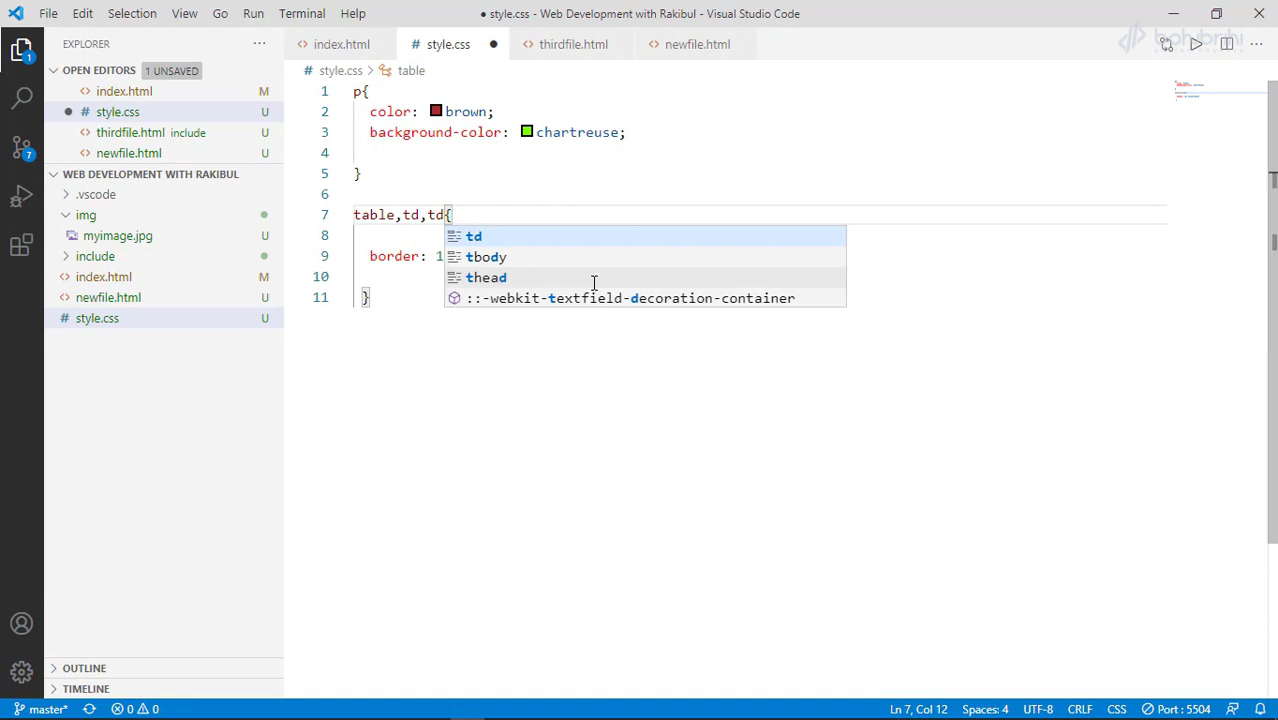 File Edit Selection View Go Run Terminal Help
● style.css - Web Development with Rakibul - Visual Studio Code
EXPLORER
index.html
style.css
thirdfile.html
newfile.html
bohubrihi
OPEN EDITORS 1 UNSAVED
index.html M
style.css U
thirdfile.html include U
newfile.html U
WEB DEVELOPMENT WITH RAKIBUL
.vscode
img
myimage.jpg U
include
index.html M
newfile.html U
style.css U
OUTLINE
TIMELINE
1
7
# style.css > table
1 p{
2 color: brown;
3 background-color: chartreuse;
4
5 }
6
7 table,td,td{
8
9 border: 1
10
11 }
td
tbody
thead
::-webkit-textfield-decoration-container
master* 0 0 Ln 7, Col 12 Spaces: 4 UTF-8 CRLF CSS Port : 5504